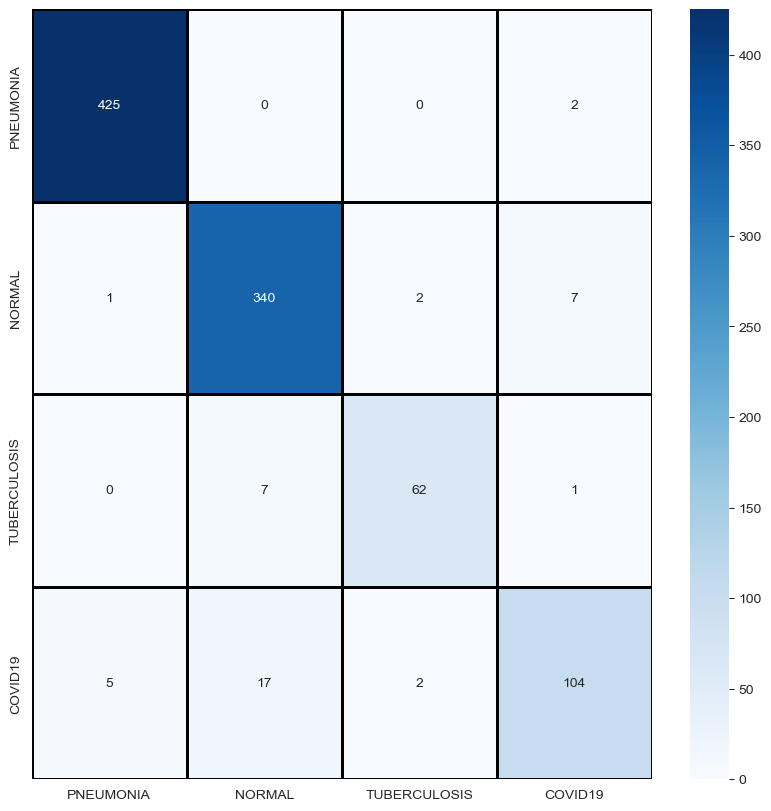 PNEUMONIA
425 0 0 2
NORMAL
1 340 2 7
TUBERCULOSIS
0 7 62 1
COVID19
5 17 2 104
PNEUMONIA NORMAL TUBERCULOSIS COVID19
400
350
300
250
200
150
100
50
0